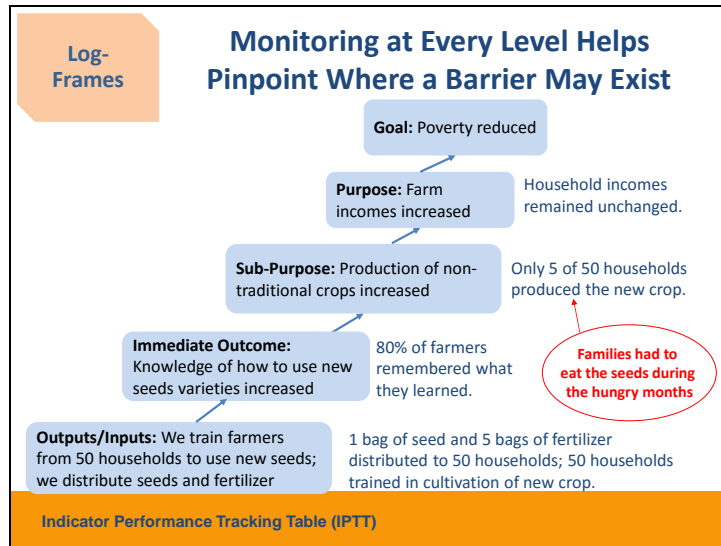 Log-
Frames
Monitoring at Every Level Helps
Pinpoint Where a Barrier May Exist
Goal: Poverty reduced
Purpose: Farm
incomes increased
Household incomes
remained unchanged.
Sub-Purpose: Production of non-
traditional crops increased
Only 5 of 50 households
produced the new crop.
Immediate Outcome:
Knowledge of how to use new
seeds varieties increased
80% of farmers
remembered what
they learned.
Families had to
eat the seeds during
the hungry months
Outputs/Inputs: We train farmers
from 50 households to use new seeds;
we distribute seeds and fertilizer
1 bag of seed and 5 bags of fertilizer
distributed to 50 households; 50 households
trained in cultivation of new crop.
Indicator Performance Tracking Table (IPTT)